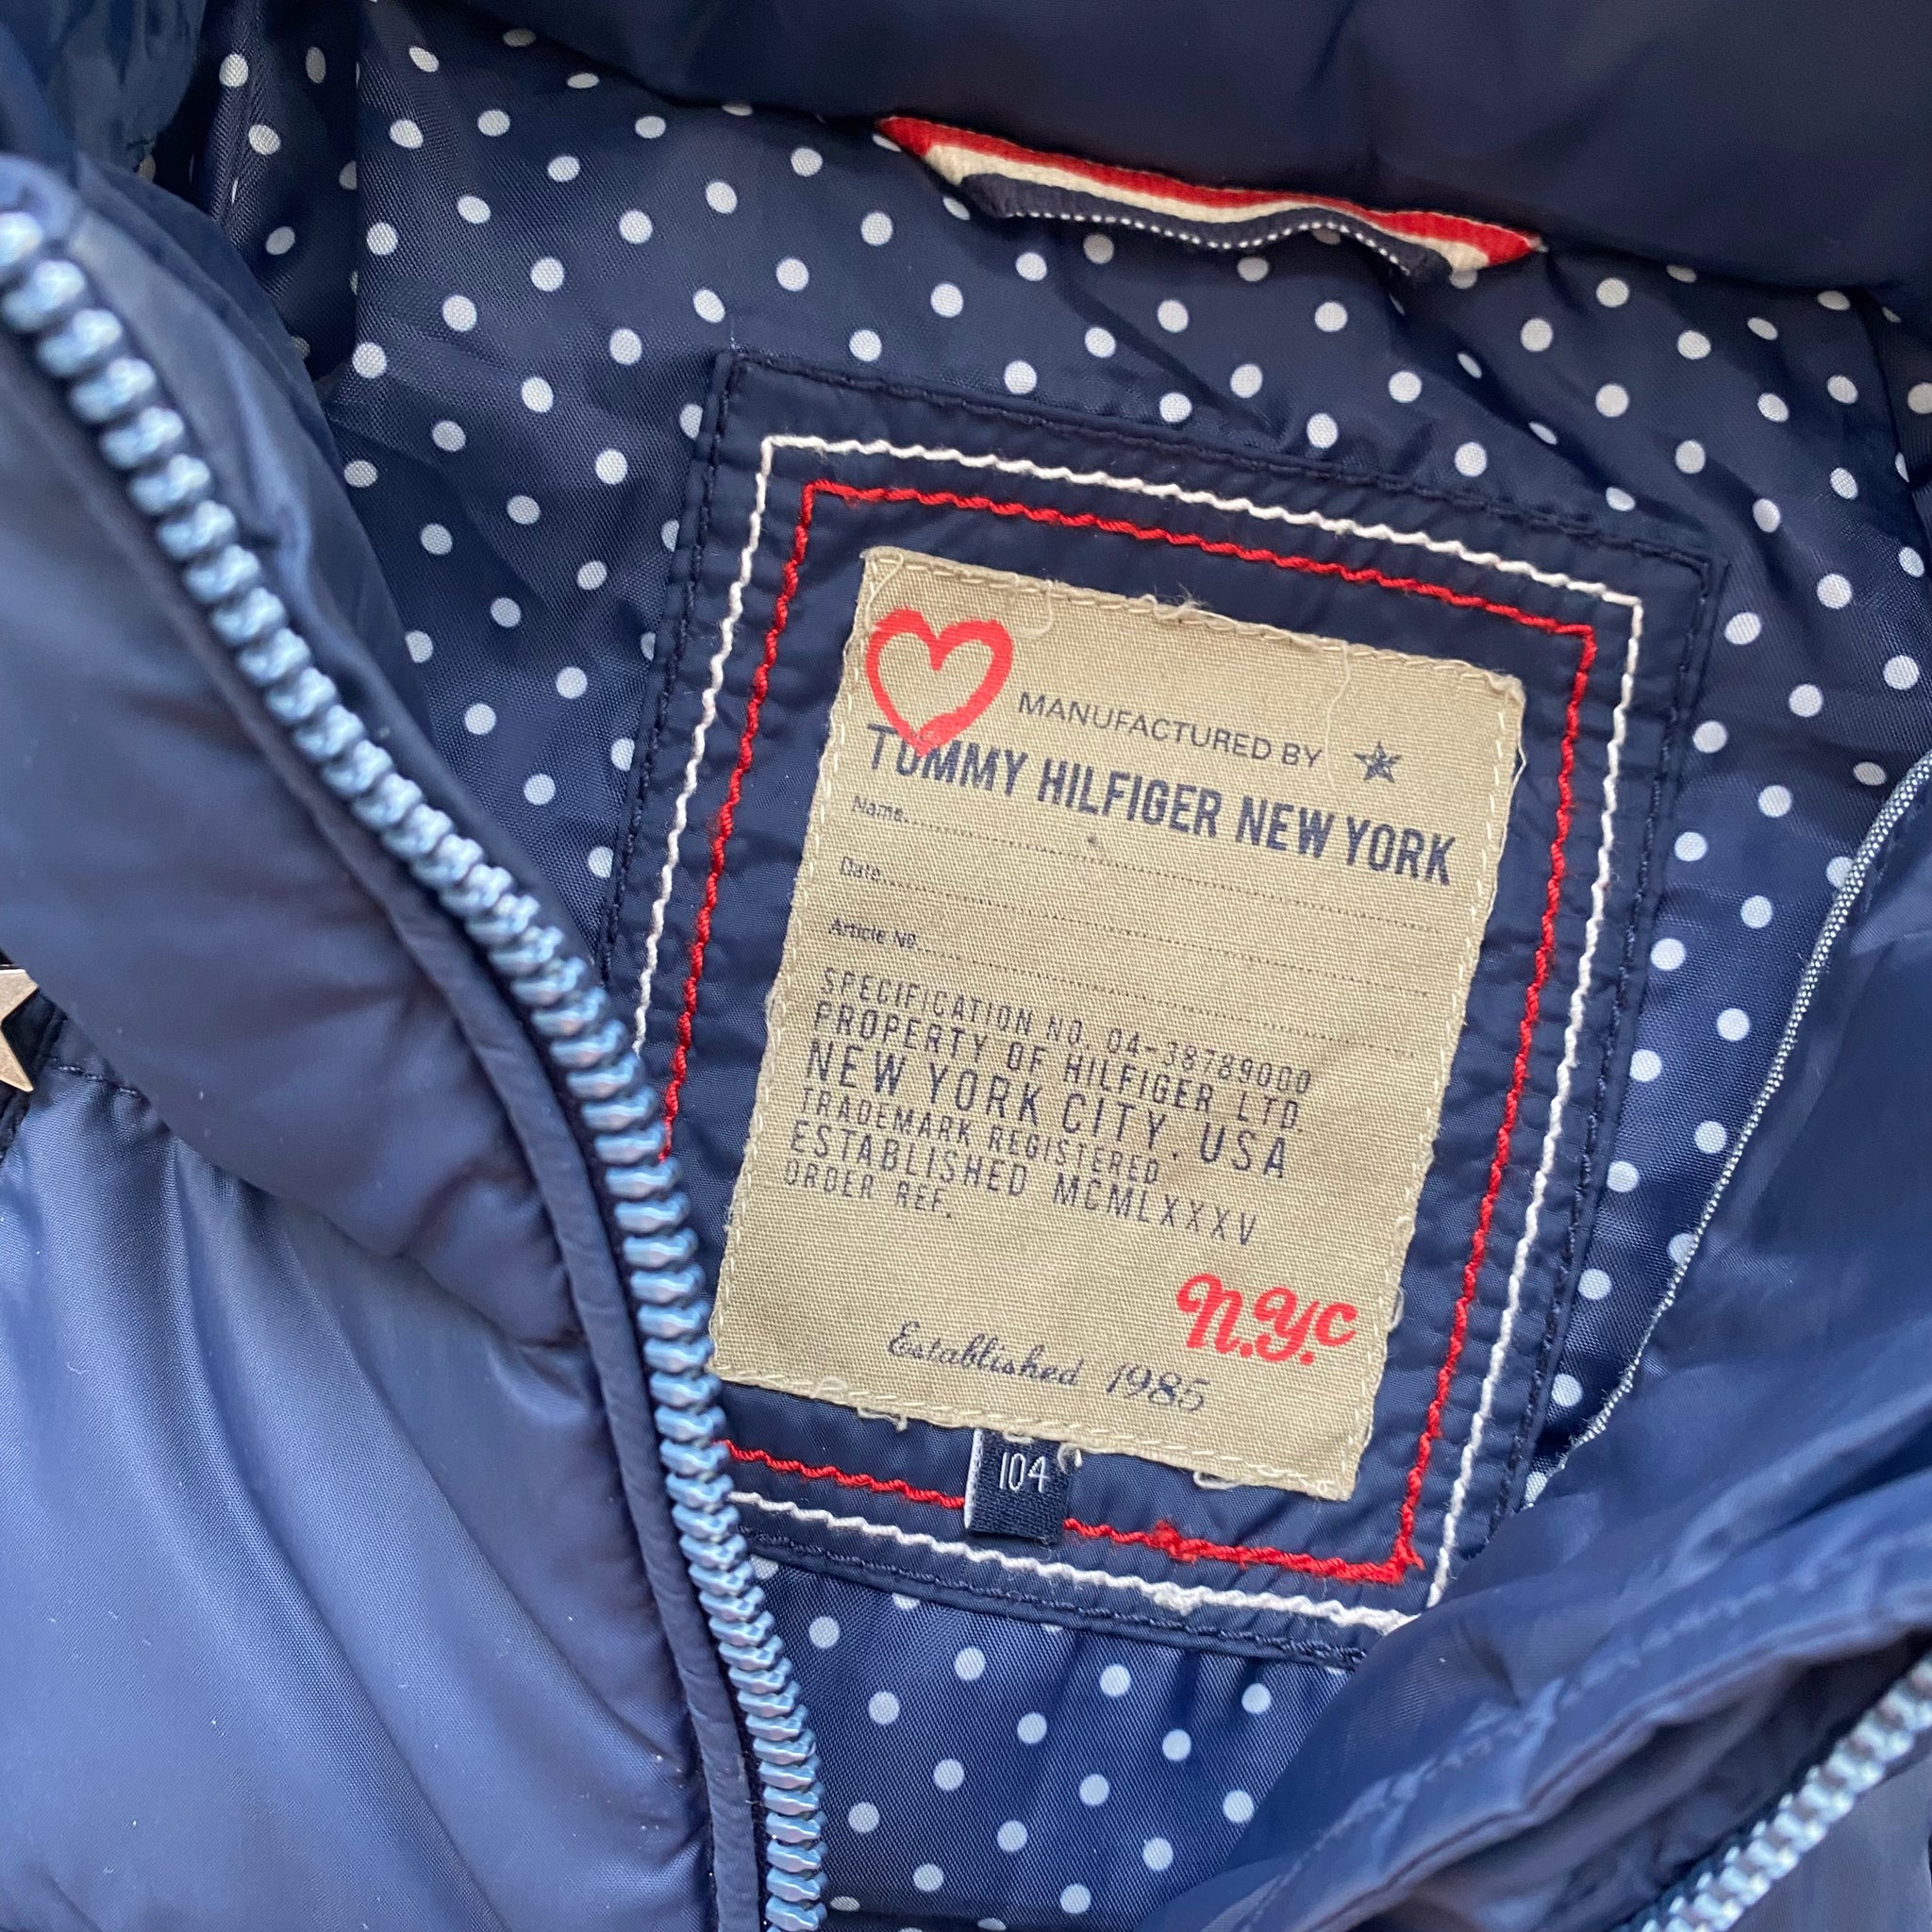 MANUFACTURED BY
TOMMY HILFIGER NEW YORK
Name
Date
Article Nº
SPECIFICATION NO. 04-38789000
PROPERTY OF HILFIGER LTD.
NEW YORK CITY. USA
TRADEMARK REGISTERED
ESTABLISHED MCMLXXXV
ORDER REF.
N.Y.C
Established 1985
104